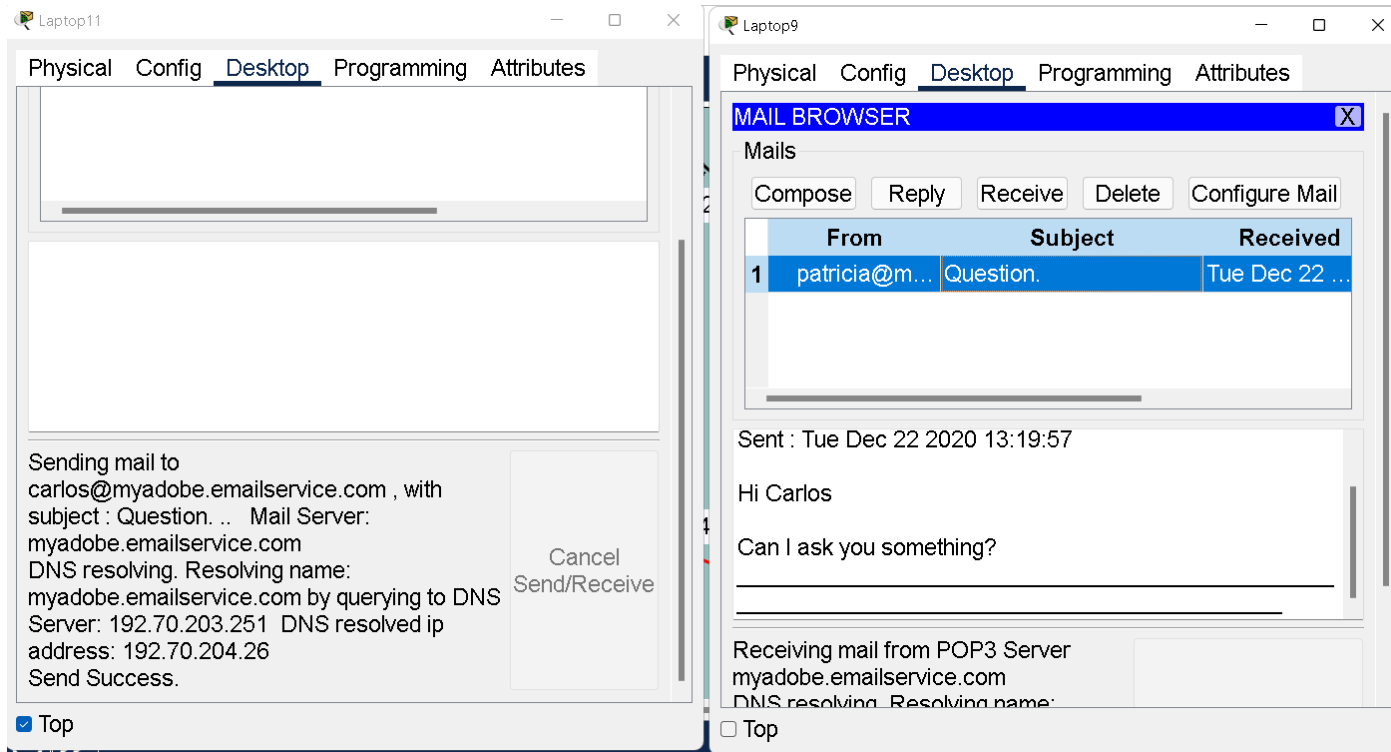 Laptop11
Physical Config Desktop Programming Attributes
Sending mail to
carlos@myadobe.emailservice.com , with
subject : Question. .. Mail Server:
myadobe.emailservice.com
DNS resolving. Resolving name:
myadobe.emailservice.com by querying to DNS
Server: 192.70.203.251 DNS resolved ip
address: 192.70.204.26
Send Success.
Cancel
Send/Receive
Top
Laptop9
Physical Config Desktop Programming Attributes
MAIL BROWSER X
Mails
Compose Reply Receive Delete Configure Mail
From Subject Received
1 patricia@m... Question. Tue Dec 22 ...
Sent : Tue Dec 22 2020 13:19:57
Hi Carlos
Can I ask you something?
Receiving mail from POP3 Server
myadobe.emailservice.com
DNS resolving. Resolving name:
Top